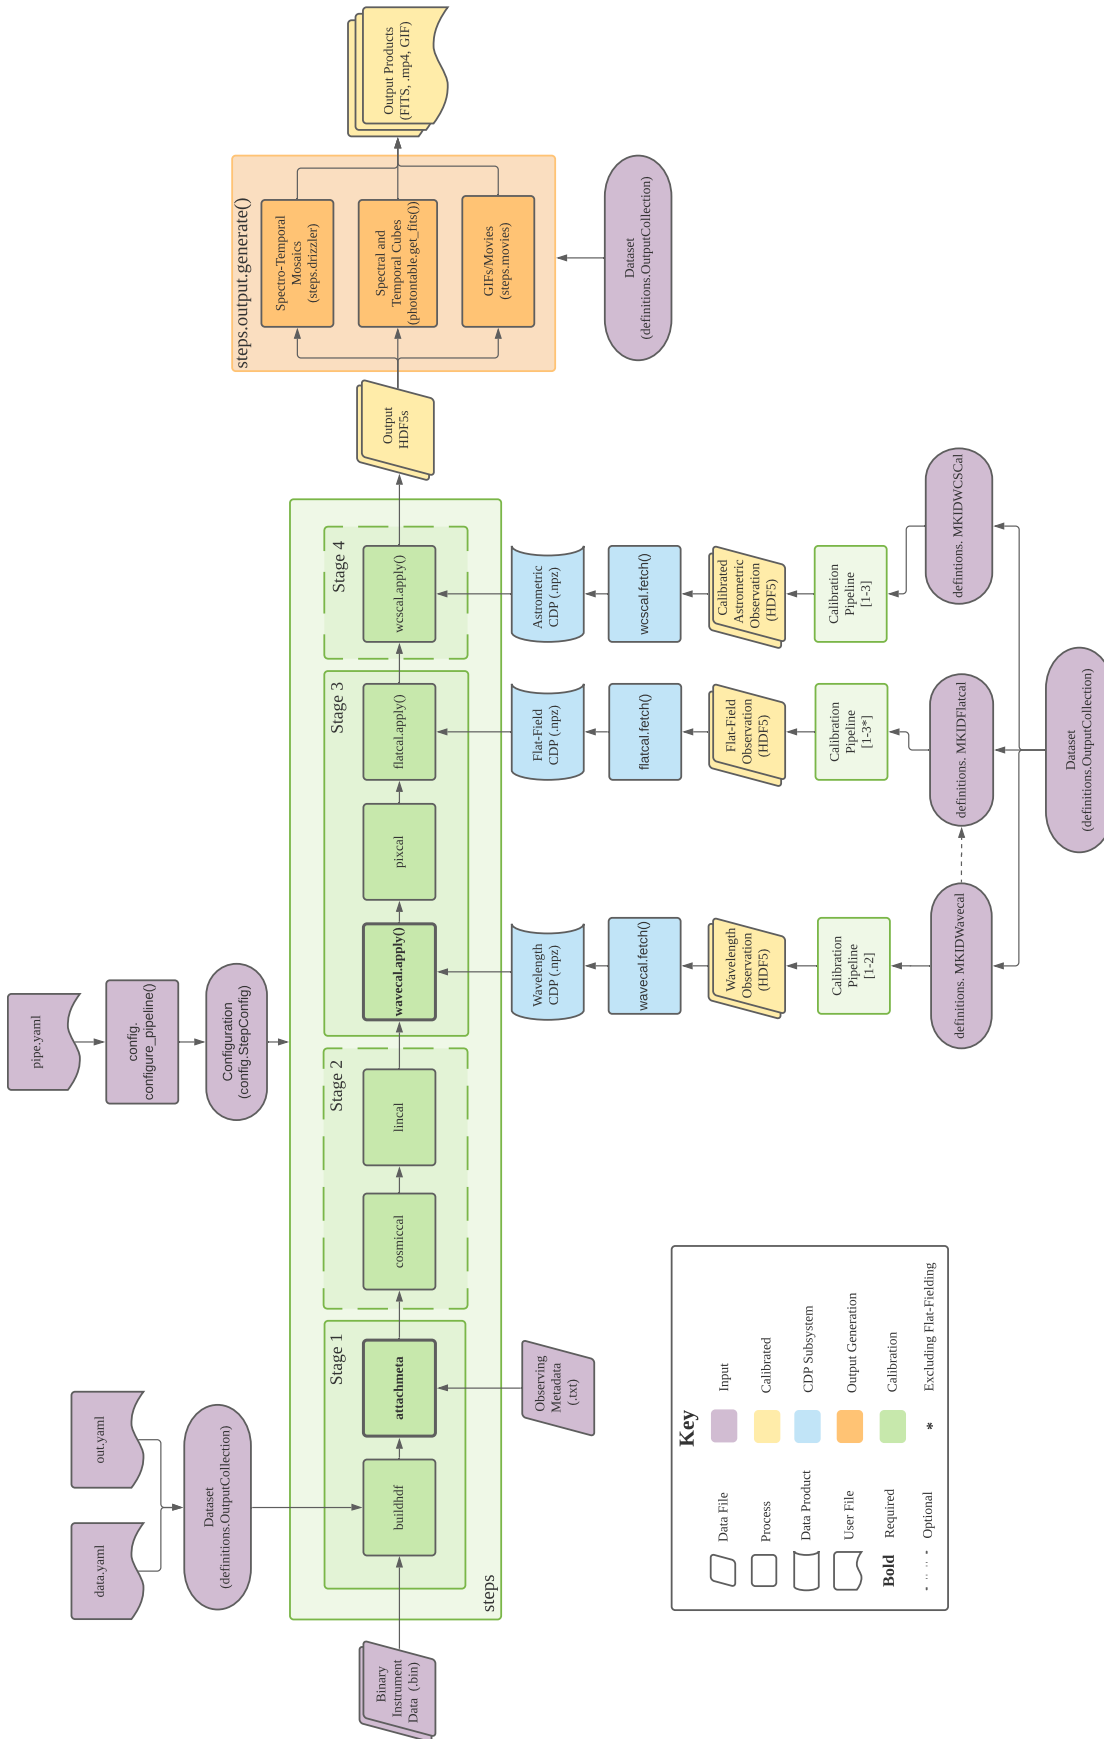 pipe.yaml
config.
configure_pipeline()
Configuration
(config.StepConfig)
data.yaml
out.yaml
Dataset
(definitions.OutputCollection)
Binary
Instrument
Data (.bin)
steps
Stage 1
buildhdf
attachmeta
Observing
Metadata
(.txt)
Stage 2
cosmiccal
lincal
Stage 3
wavecal.apply()
pixcal
flatcal.apply()
Stage 4
wcscal.apply()
Output
HDF5s
steps.output.generate()
Spectro-Temporal
Mosaics
(steps.drizzler)
Spectral and
Temporal Cubes
(photontable.get_fits())
GIFs/Movies
(steps.movies)
Output Products
(FITS, .mp4, GIF)
Dataset
(definitions.OutputCollection)
Wavelength
CDP (.npz)
wavecal.fetch()
Wavelength
Observation
(HDF5)
Calibration
Pipeline
[1-2]
definitions. MKIDWavecal
Flat-Field
CDP (.npz)
flatcal.fetch()
Flat-Field
Observation
(HDF5)
Calibration
Pipeline
[1-3*]
definitions. MKIDFlatcal
Astrometric
CDP (.npz)
wcscal.fetch()
Calibrated
Astrometric
Observation
(HDF5)
Calibration
Pipeline
[1-3]
defintions. MKIDWCSCal
Dataset
(definitions.OutputCollection)
Key
Data File
Input
Process
Calibrated
Data Product
CDP Subsystem
User File
Output Generation
Bold
Required
Calibration
Optional
* Excluding Flat-Fielding